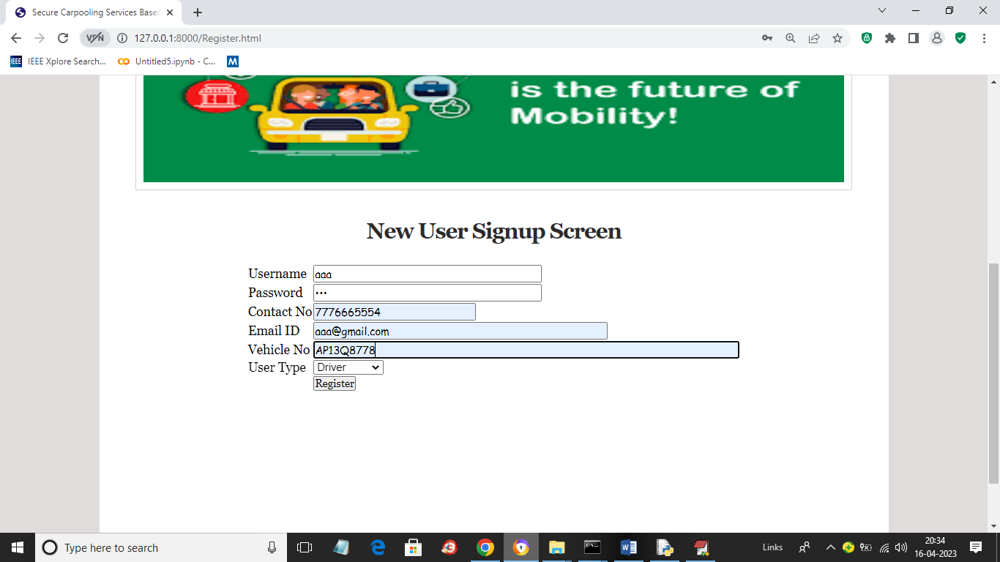 Secure Carpooling Services Based
VPN 127.0.0.1:8000/Register.html
IEEE IEEE Xplore Search... Untitled5.ipynb - C... M
is the future of
Mobility!
New User Signup Screen
Username aaa
Password •••
Contact No 7776665554
Email ID aaa@gmail.com
Vehicle No AP13Q8778
User Type Driver
Register
Type here to search
Links
20:34
16-04-2023